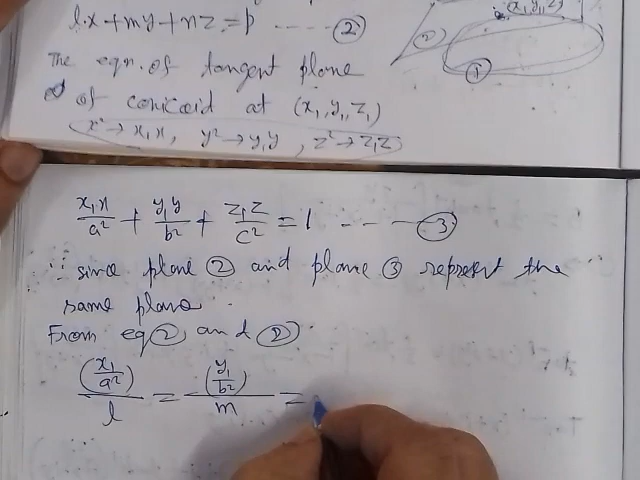 lx + my + nz = p ------ ②
(x₁,y₁,z₁)
②
①
The eqn. of tangent plane
of conicoid at (x₁, y₁, z₁)
x² → x₁x, y² → y₁y, z² → z₁z
x₁x/a² + y₁y/b² + z₁z/c² = 1 ------ ③
∵ since plane ② and plane ③ represent the
same plane.
From eq ② and ②
(x₁/a²)/l = (y₁/b²)/m =